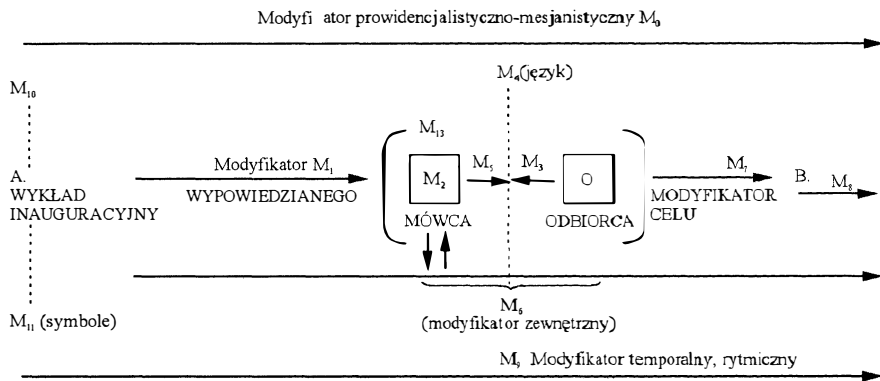 Modyfi ator prowidencjalistyczno-mesjanistyczny M₀
M₄(język)
M₁₀
M₁₃
Modyfikator M₁
M₅
M₃
M₇
A.
M₂
O
B.
M₈
WYKŁAD
INAUGURACYJNY
WYPOWIEDZIANEGO
MODYFIKATOR
CELU
MÓWCA
ODBIORCA
M₆
(modyfikator zewnętrzny)
M₁₁ (symbole)
M₉ Modyfikator temporalny, rytmiczny